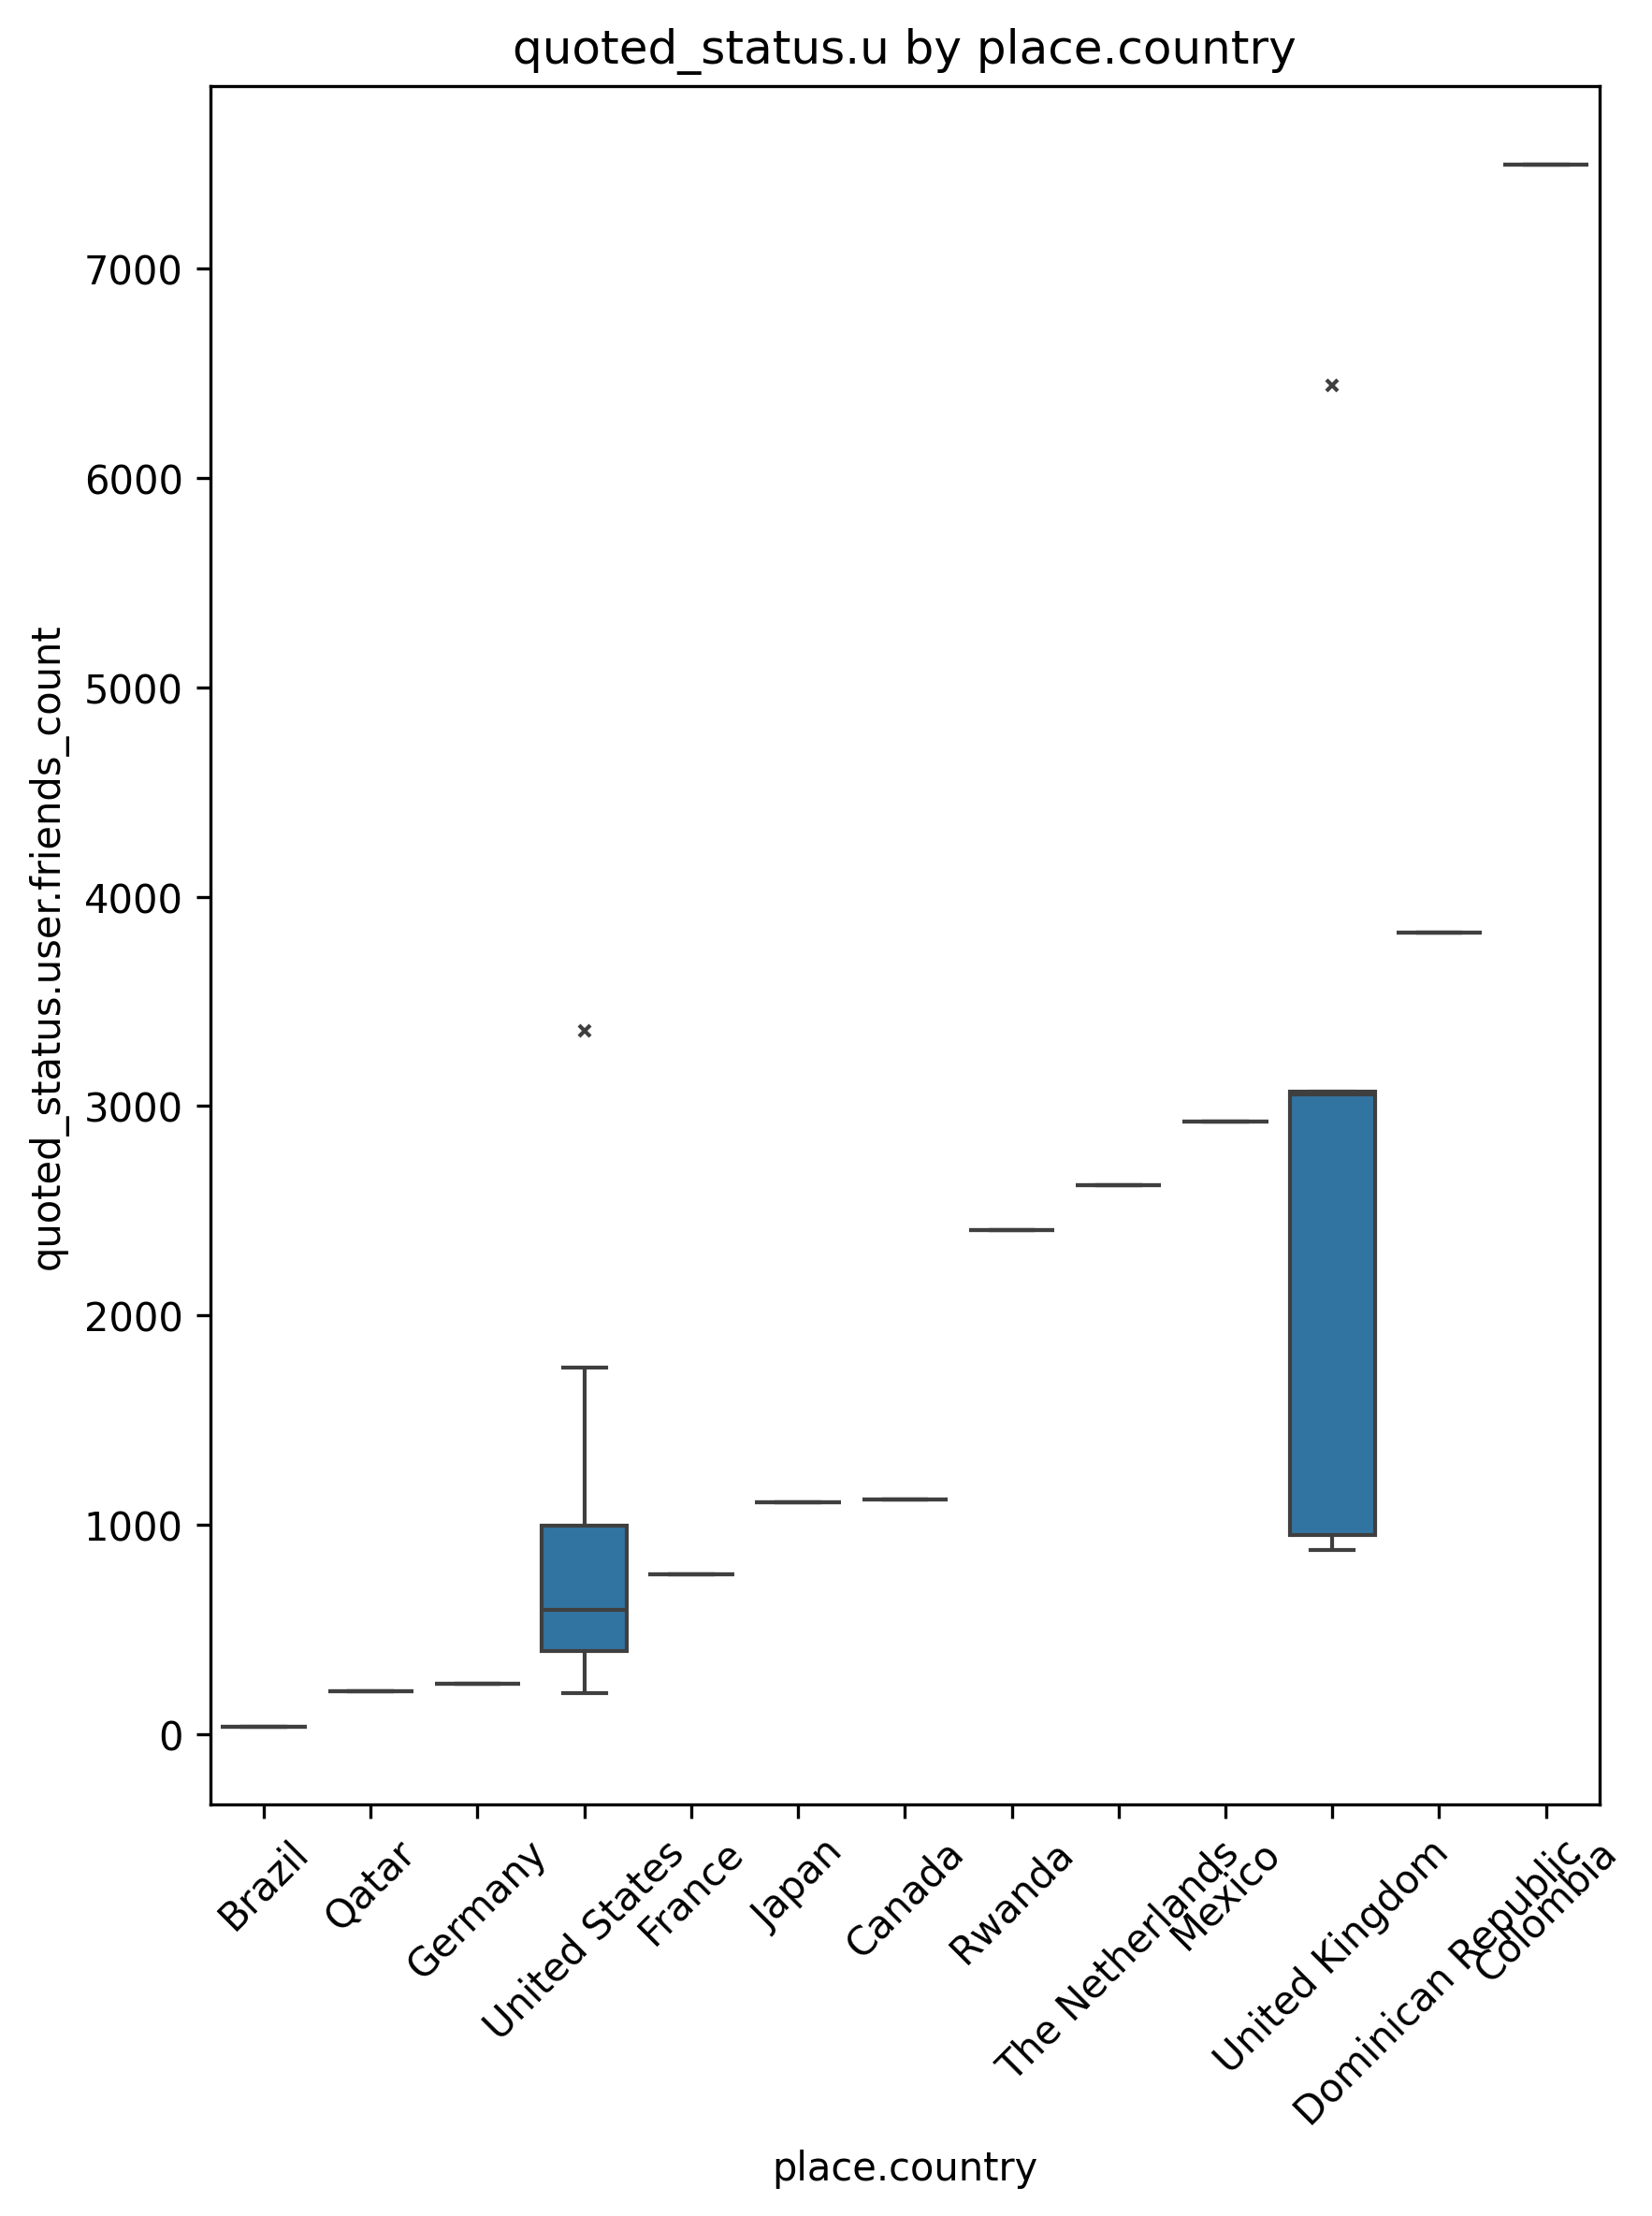 quoted_status.u by place.country
quoted_status.user.friends_count
7000
6000
5000
4000
3000
2000
1000
0
Brazil
Qatar
Germany
United States
France
Japan
Canada
Rwanda
The Netherlands
Mexico
United Kingdom
Dominican Republic
Colombia
place.country